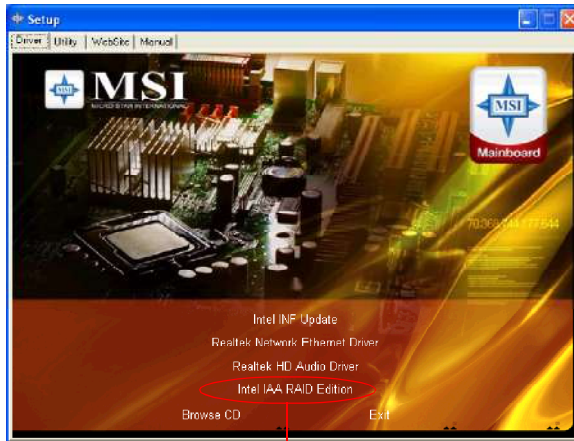 Setup
Driver Utility WebSite Manual
MSI
MICRO-STAR INTERNATIONAL
MSI
Mainboard
Intel INF Update
Realtek Network Ethernet Driver
Realtek HD Audio Driver
Intel IAA RAID Edition
Browse CD Exit